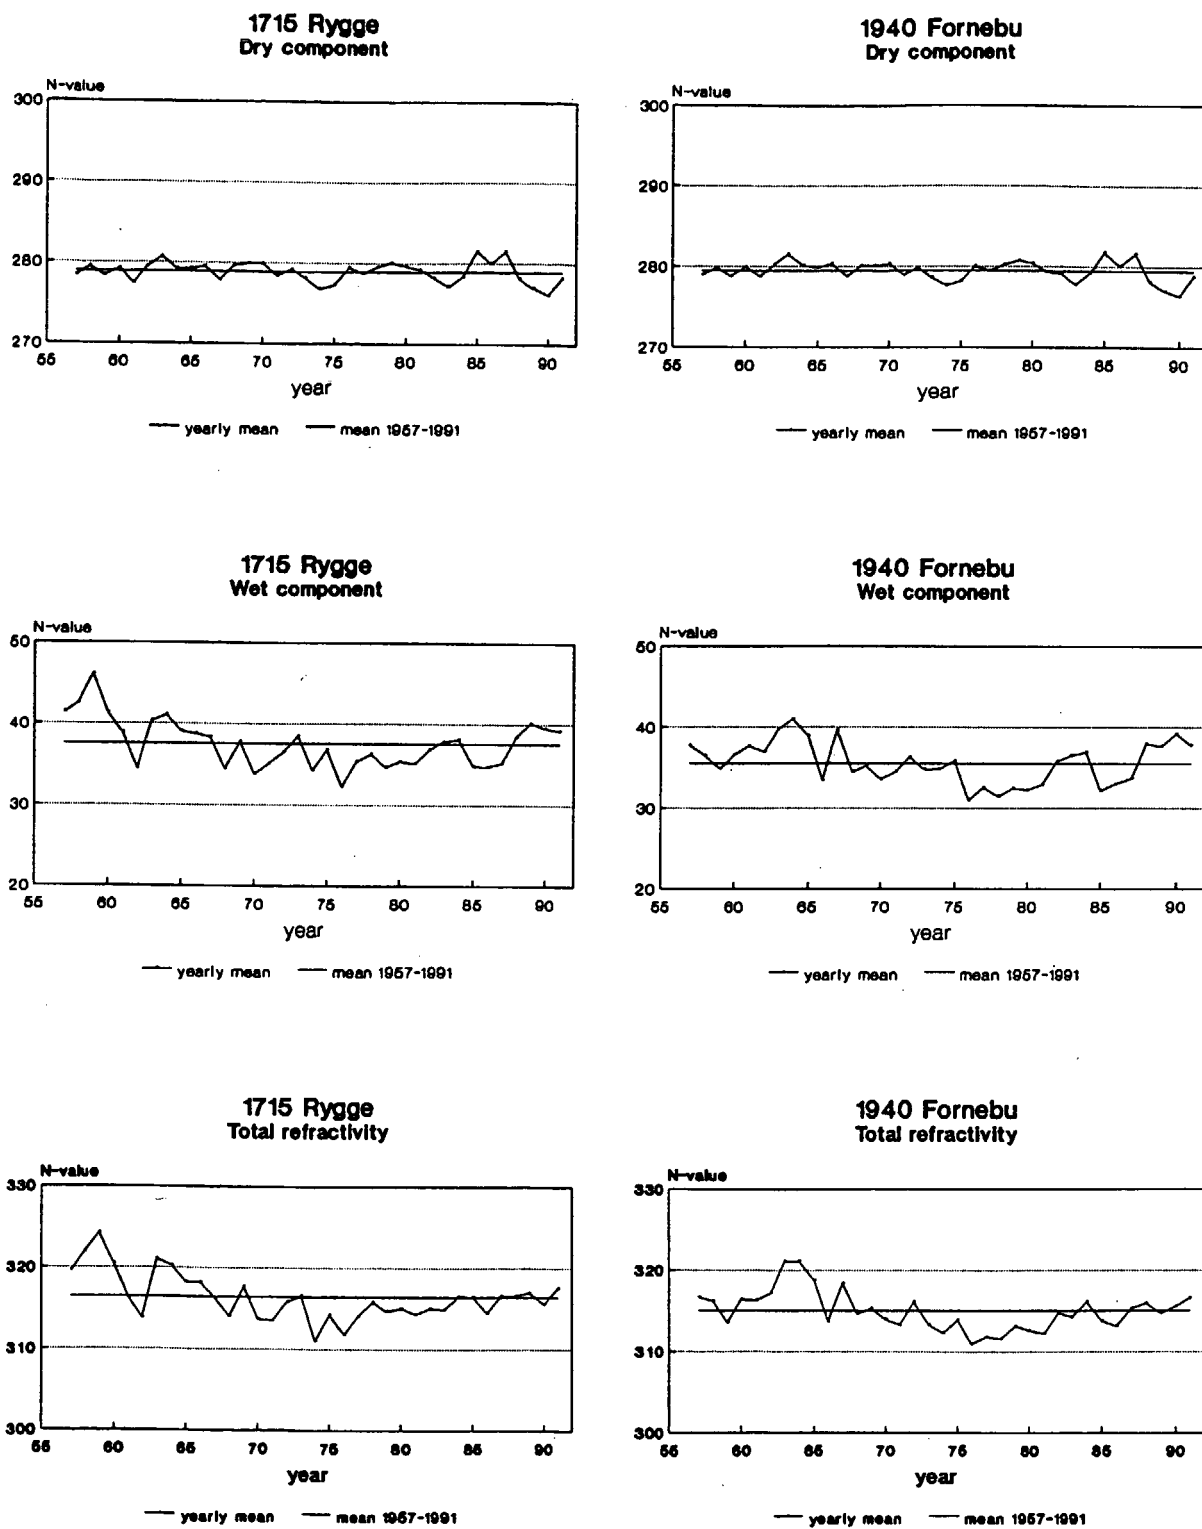 1715 Rygge
Dry component
N-value
300
290
280
270
55 60 65 70 75 80 85 90
year
yearly mean mean 1957-1991
1940 Fornebu
Dry component
N-value
300
290
280
270
55 60 65 70 75 80 85 90
year
yearly mean mean 1957-1991
1715 Rygge
Wet component
N-value
50
40
30
20
55 60 65 70 75 80 85 90
year
yearly mean mean 1957-1991
1940 Fornebu
Wet component
N-value
50
40
30
20
55 60 65 70 75 80 85 90
year
yearly mean mean 1957-1991
1715 Rygge
Total refractivity
N-value
330
320
310
300
55 60 65 70 75 80 85 90
year
yearly mean mean 1957-1991
1940 Fornebu
Total refractivity
N-value
330
320
310
300
55 60 65 70 75 80 85 90
year
yearly mean mean 1957-1991